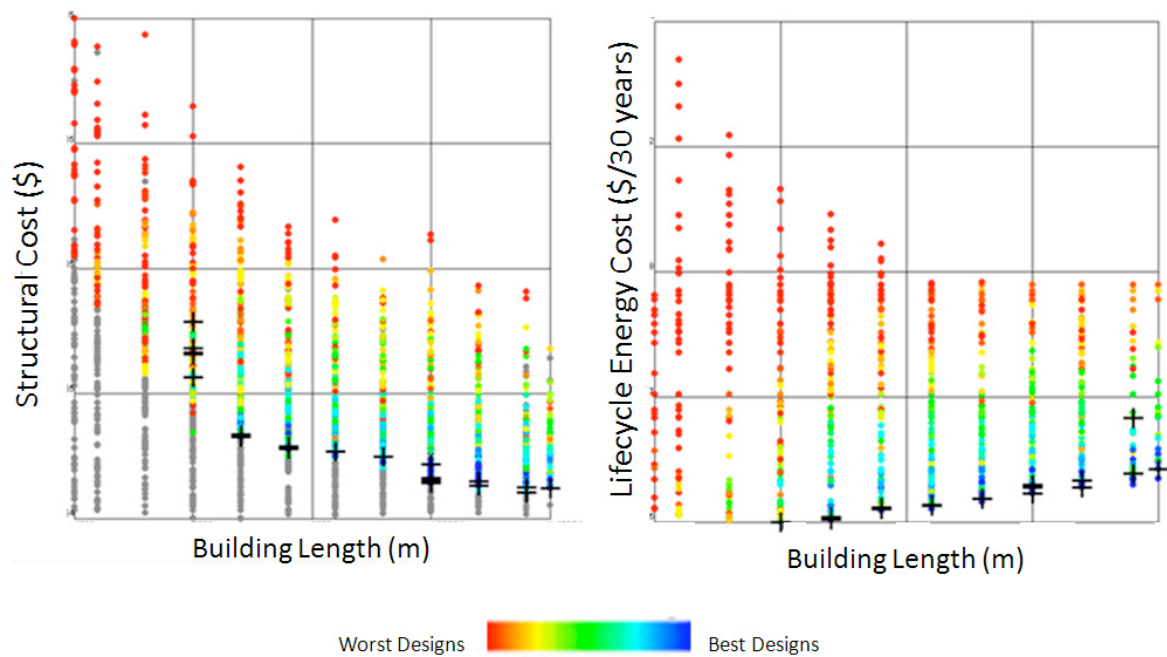 Structural Cost ($)
Building Length (m)
Lifecycle Energy Cost ($/30 years)
Building Length (m)
Worst Designs
Best Designs